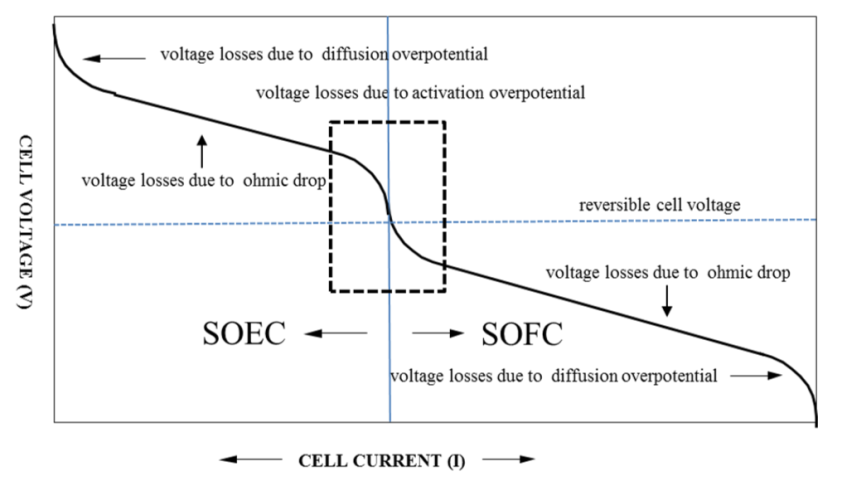 voltage losses due to diffusion overpotential
voltage losses due to activation overpotential
CELL VOLTAGE (V)
voltage losses due to ohmic drop
reversible cell voltage
voltage losses due to ohmic drop
SOEC
SOFC
voltage losses due to diffusion overpotential
CELL CURRENT (I)